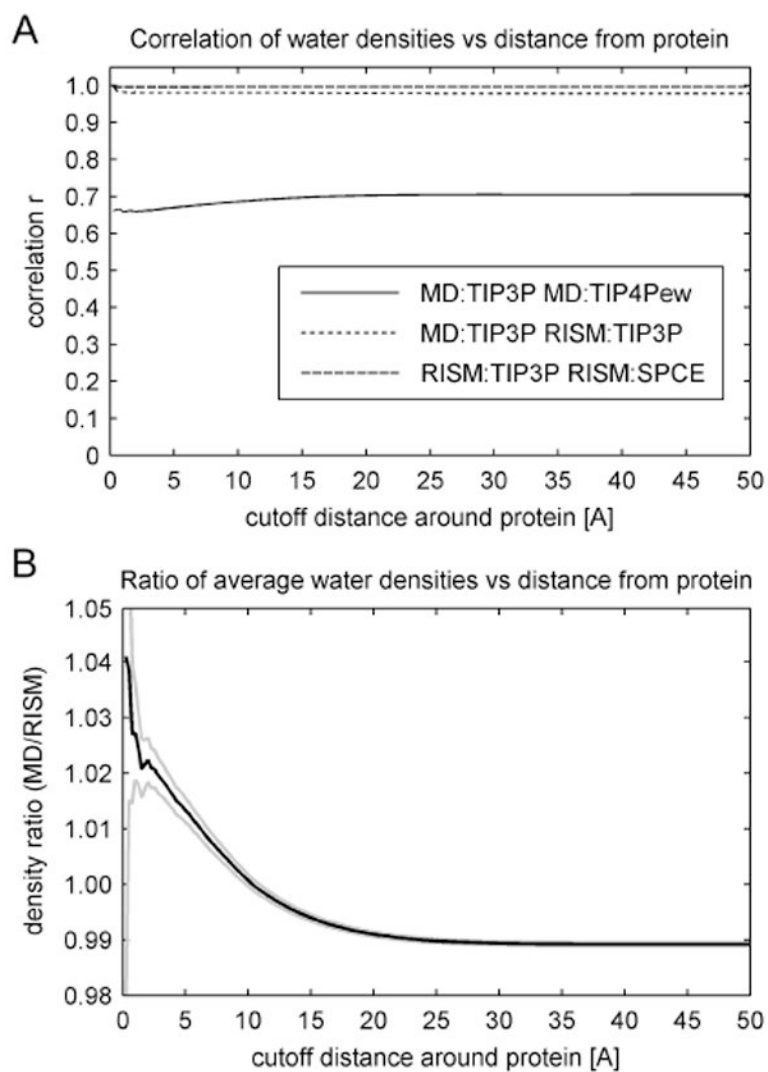 A
Correlation of water densities vs distance from protein
correlation r
1.0
0.9
0.8
0.7
0.6
0.5
0.4
0.3
0.2
0.1
0
MD:TIP3P MD:TIP4Pew
MD:TIP3P RISM:TIP3P
RISM:TIP3P RISM:SPCE
0 5 10 15 20 25 30 35 40 45 50
cutoff distance around protein [A]
B
Ratio of average water densities vs distance from protein
density ratio (MD/RISM)
1.05
1.04
1.03
1.02
1.01
1.00
0.99
0.98
0 5 10 15 20 25 30 35 40 45 50
cutoff distance around protein [A]